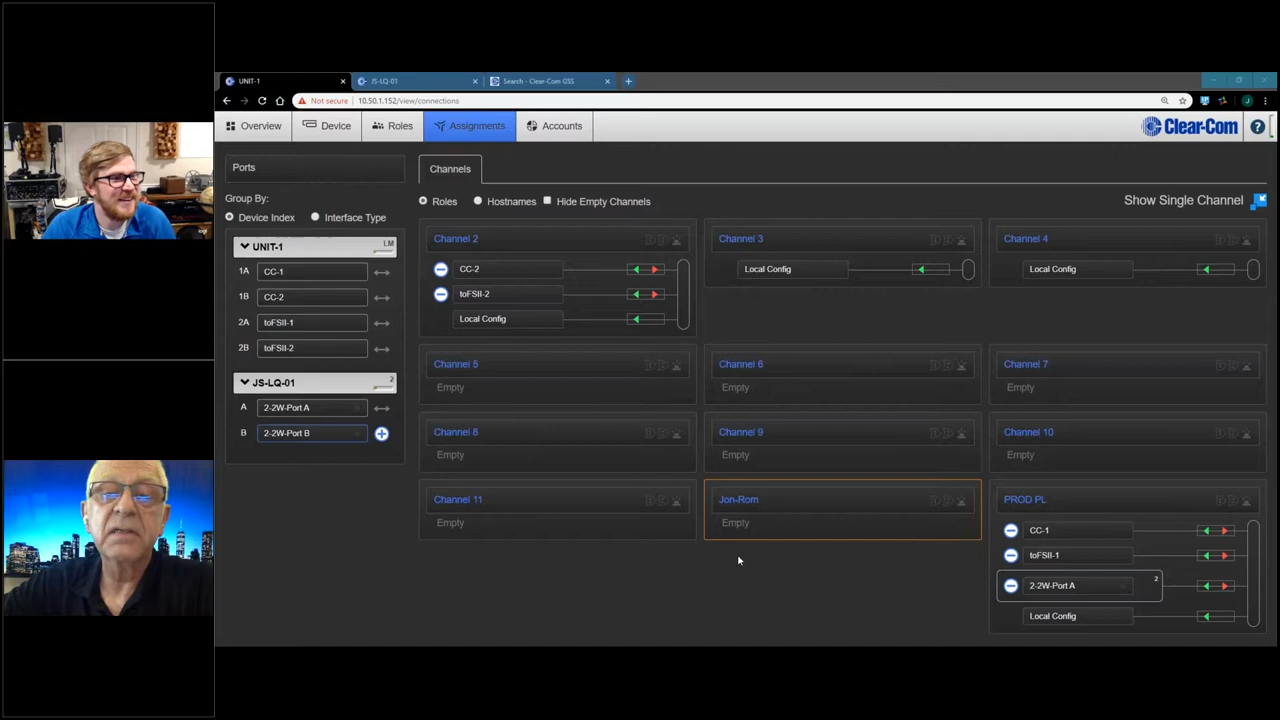 UNIT-1
JS-LQ-01
Search - Clear-Com GSS
Not secure | 10.50.1.152/view/connections
Overview
Device
Roles
Assignments
Accounts
Clear-Com
Ports
Group By:
Device Index
Interface Type
UNIT-1
LM
1A
CC-1
1B
CC-2
2A
toFSII-1
2B
toFSII-2
JS-LQ-01
2
A
2-2W-Port A
B
2-2W-Port B
Channels
Roles
Hostnames
Hide Empty Channels
Show Single Channel
Channel 2
CC-2
toFSII-2
Local Config
Channel 3
Local Config
Channel 4
Local Config
Channel 5
Empty
Channel 6
Empty
Channel 7
Empty
Channel 8
Empty
Channel 9
Empty
Channel 10
Empty
Channel 11
Empty
Jon-Rom
Empty
PROD PL
CC-1
toFSII-1
2-2W-Port A
2
Local Config